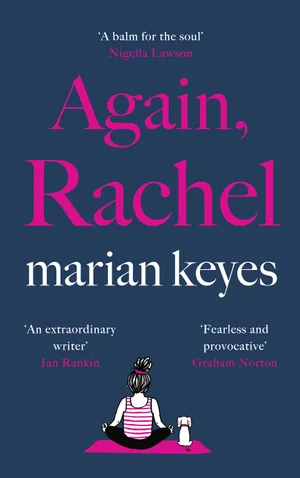 ‘A balm for the soul’
Nigella Lawson
Again,
Rachel
marian keyes
‘An extraordinary
writer’
Ian Rankin
‘Fearless and
provocative’
Graham Norton